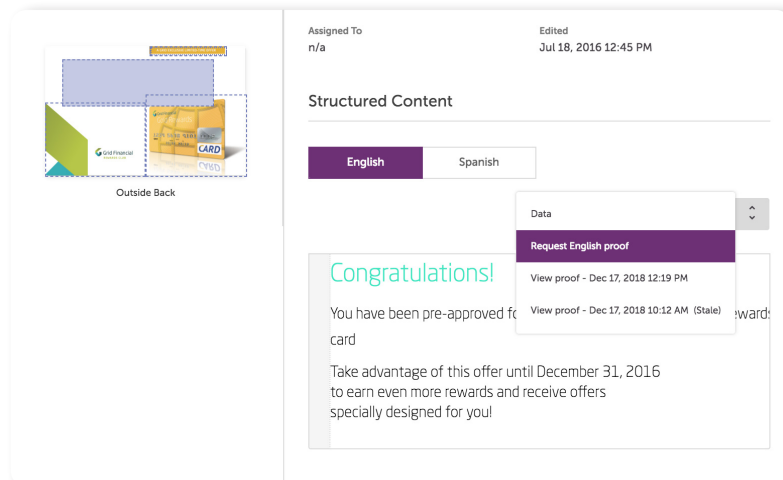 Grid Financial
CARD
Outside Back
Assigned To
n/a
Edited
Jul 18, 2016 12:45 PM
Structured Content
English
Spanish
Data
Request English proof
View proof - Dec 17, 2018 12:19 PM
View proof - Dec 17, 2018 10:12 AM (Stale)
Congratulations!
You have been pre-approved
card
Take advantage of this offer until December 31, 2016
to earn even more rewards and receive offers
specially designed for you!